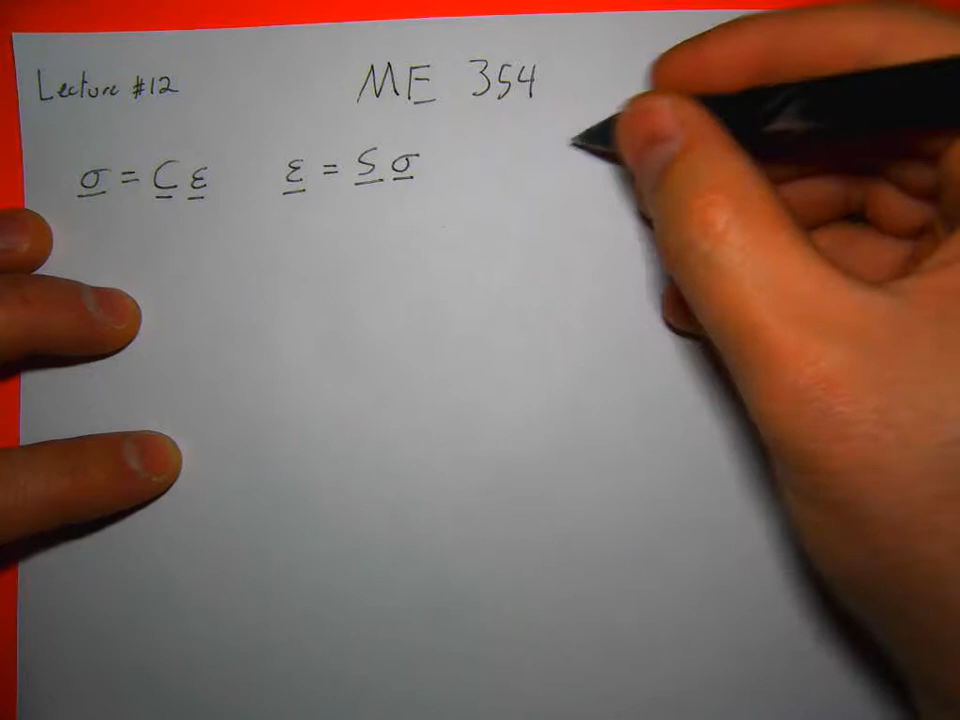 Lecture #12
ME 354
σ = C ε
ε = S σ